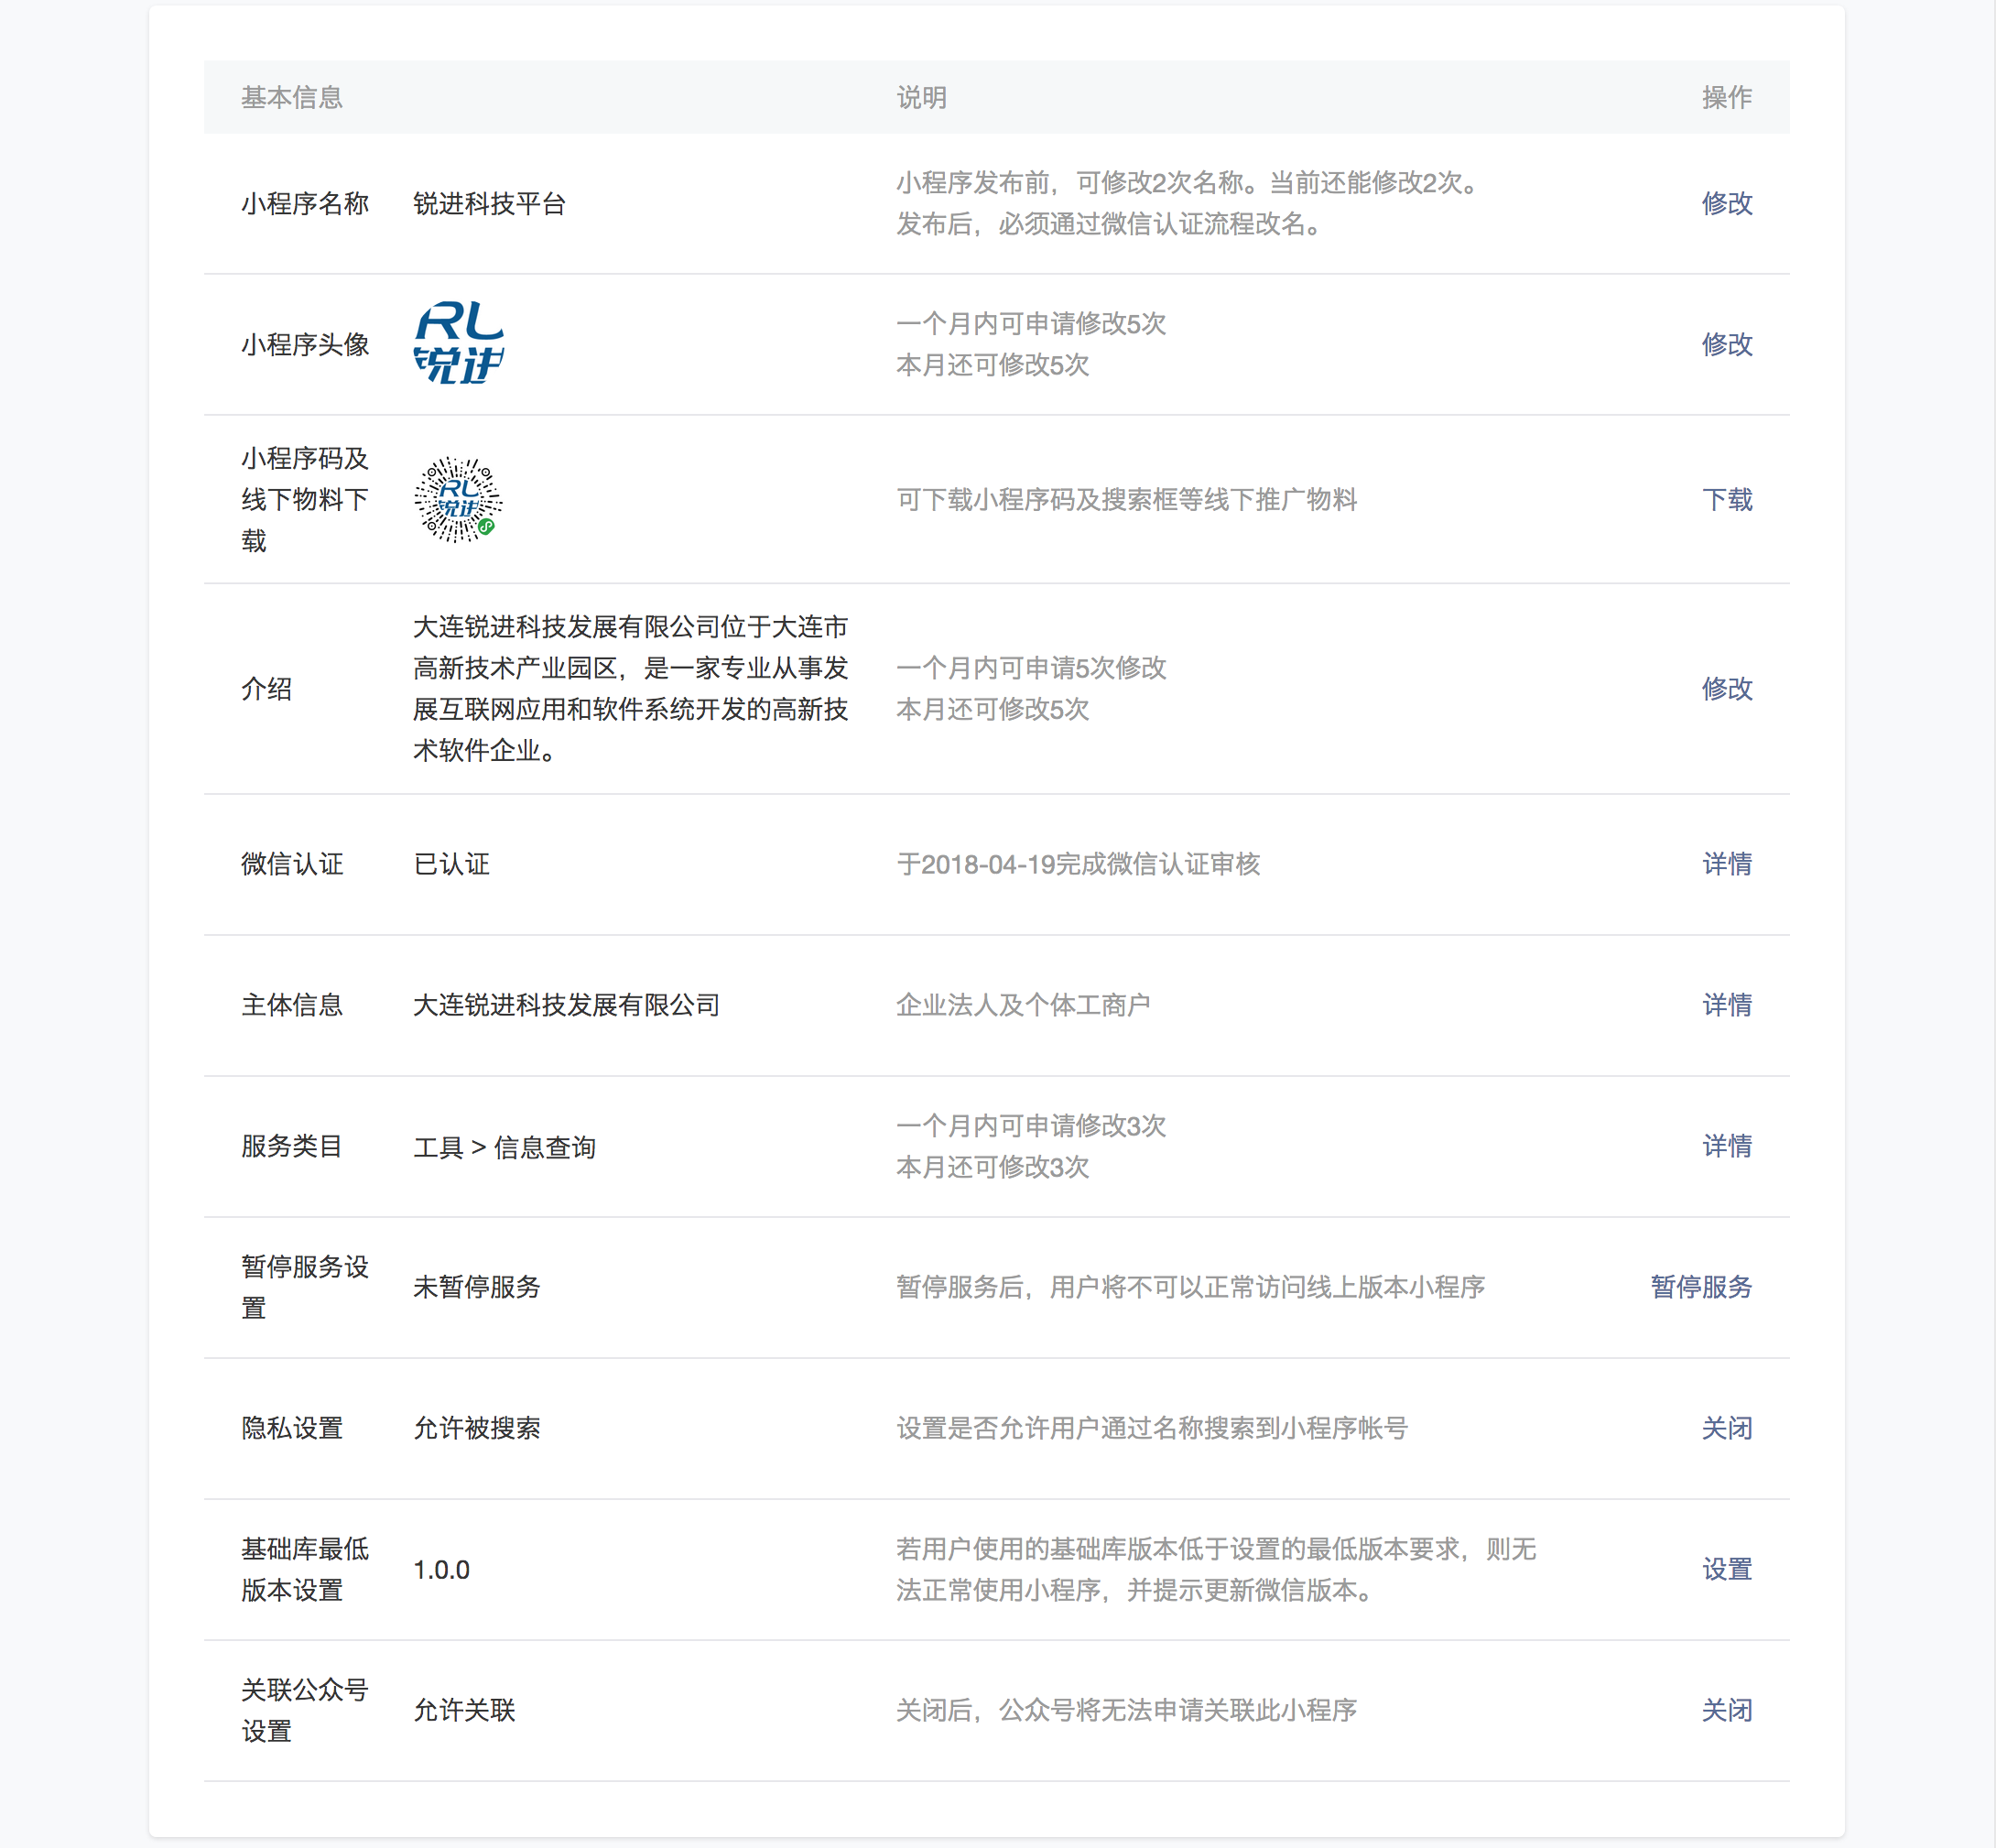 基本信息 说明 操作
小程序名称 锐进科技平台 小程序发布前，可修改2次名称。当前还能修改2次。
发布后，必须通过微信认证流程改名。 修改
小程序头像 RL
锐进
一个月内可申请修改5次
本月还可修改5次
修改
小程序码及
线下物料下
载
RL
锐进
可下载小程序码及搜索框等线下推广物料
下载
介绍
大连锐进科技发展有限公司位于大连市
高新技术产业园区，是一家专业从事发
展互联网应用和软件系统开发的高新技
术软件企业。
一个月内可申请5次修改
本月还可修改5次
修改
微信认证 已认证 于2018-04-19完成微信认证审核 详情
主体信息 大连锐进科技发展有限公司 企业法人及个体工商户 详情
服务类目 工具 > 信息查询
一个月内可申请修改3次
本月还可修改3次
详情
暂停服务设
置
未暂停服务 暂停服务后，用户将不可以正常访问线上版本小程序 暂停服务
隐私设置 允许被搜索 设置是否允许用户通过名称搜索到小程序帐号 关闭
基础库最低
版本设置
1.0.0
若用户使用的基础库版本低于设置的最低版本要求，则无
法正常使用小程序，并提示更新微信版本。
设置
关联公众号
设置
允许关联 关闭后，公众号将无法申请关联此小程序 关闭